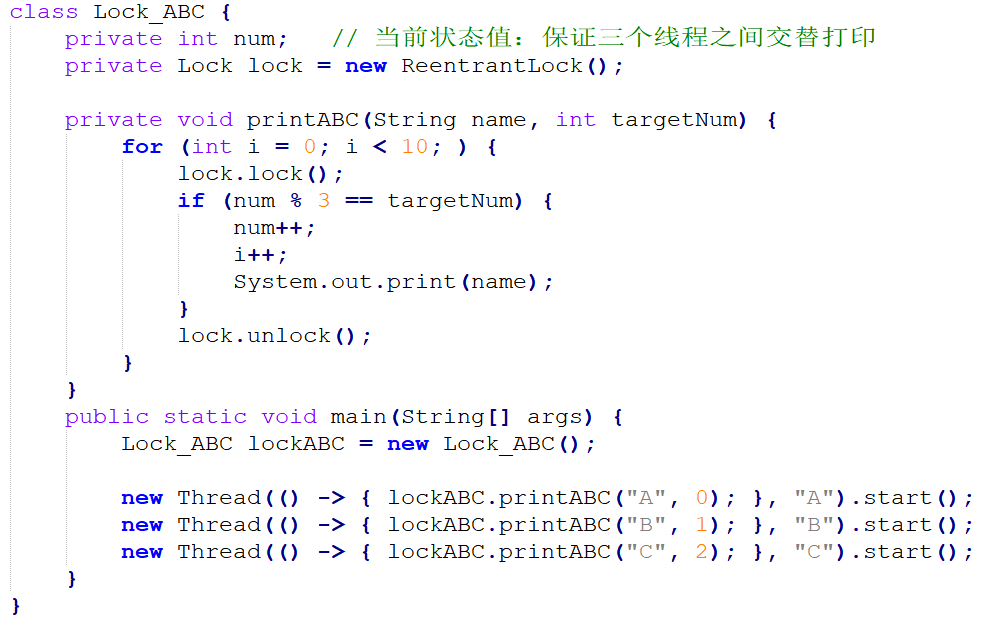 class Lock_ABC {
    private int num;   // 当前状态值：保证三个线程之间交替打印
    private Lock lock = new ReentrantLock();

    private void printABC(String name, int targetNum) {
        for (int i = 0; i < 10; ) {
            lock.lock();
            if (num % 3 == targetNum) {
                num++;
                i++;
                System.out.print(name);
            }
            lock.unlock();
        }
    }
    public static void main(String[] args) {
        Lock_ABC lockABC = new Lock_ABC();

        new Thread(() -> { lockABC.printABC("A", 0); }, "A").start();
        new Thread(() -> { lockABC.printABC("B", 1); }, "B").start();
        new Thread(() -> { lockABC.printABC("C", 2); }, "C").start();
    }
}